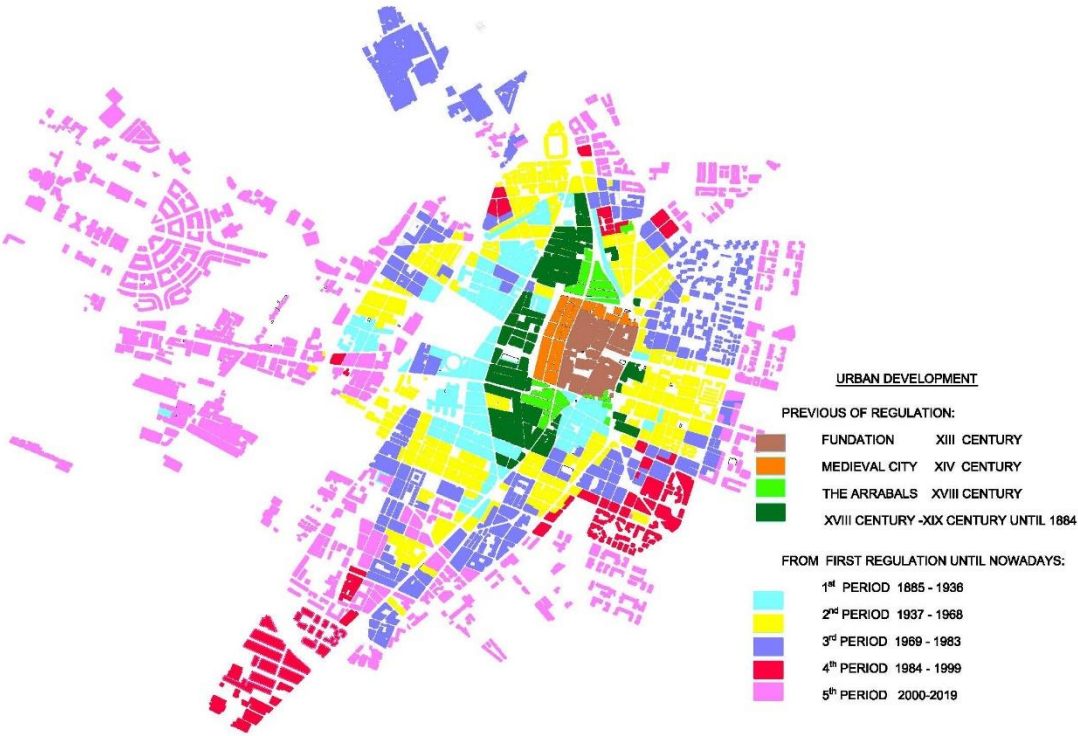 URBAN DEVELOPMENT
PREVIOUS OF REGULATION:
FUNDATION XIII CENTURY
MEDIEVAL CITY XIV CENTURY
THE ARRABALS XVIII CENTURY
XVIII CENTURY -XIX CENTURY UNTIL 1884
FROM FIRST REGULATION UNTIL NOWADAYS:
1st PERIOD 1885 - 1936
2nd PERIOD 1937 - 1968
3rd PERIOD 1969 - 1983
4th PERIOD 1984 - 1999
5th PERIOD 2000-2019